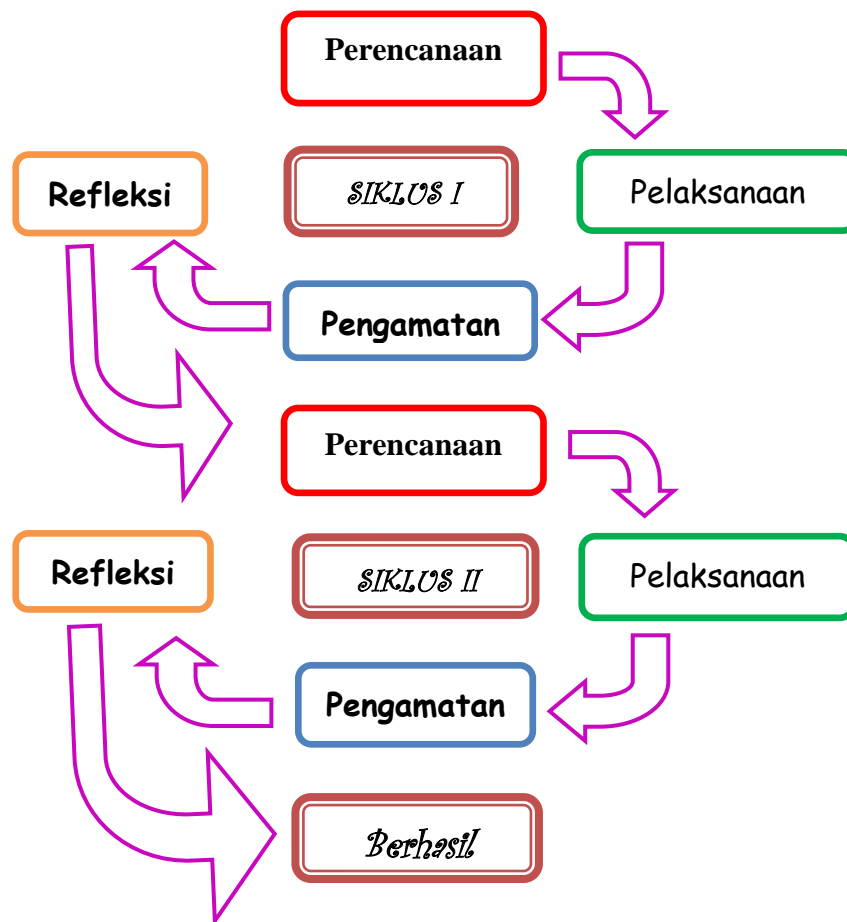 Perencanaan
Refleksi
SIKLUS I
Pelaksanaan
Pengamatan
Perencanaan
Refleksi
SIKLUS II
Pelaksanaan
Pengamatan
Berhasil